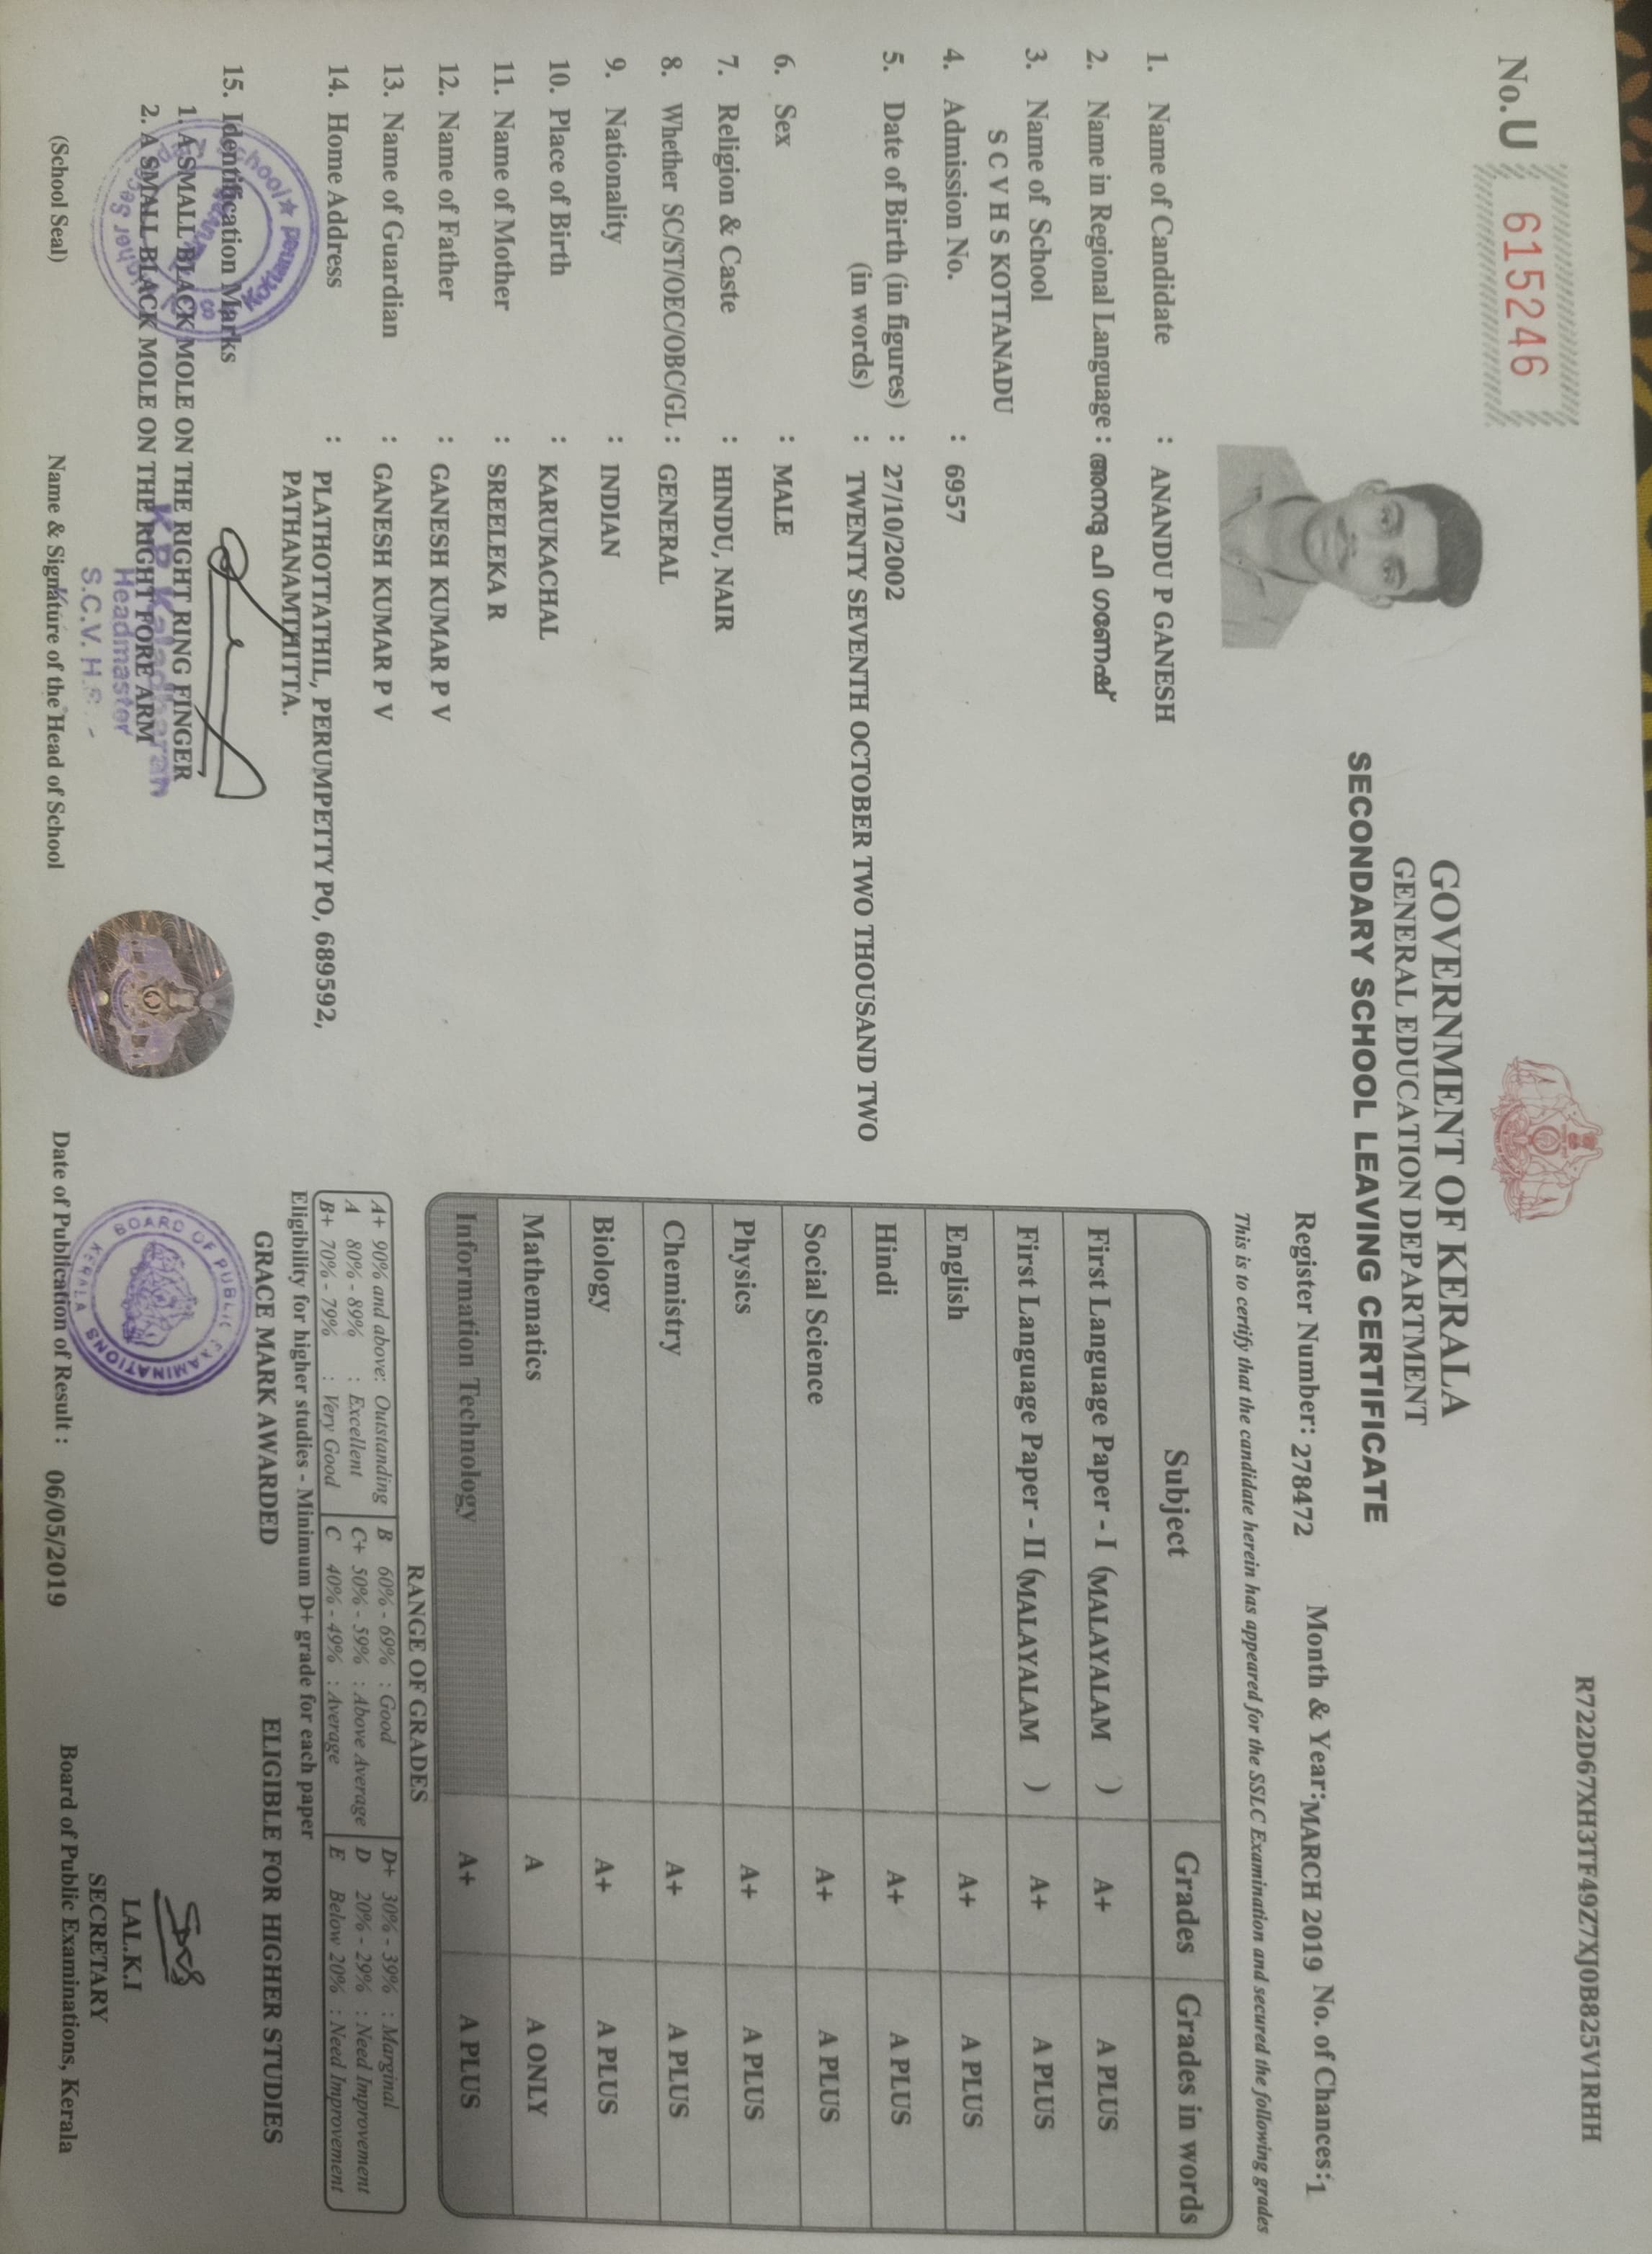 No.U 615246
R722D67XH3TF49Z7XJ0B825V1RHH
GOVERNMENT OF KERALA
GENERAL EDUCATION DEPARTMENT
SECONDARY SCHOOL LEAVING CERTIFICATE
Register Number: 278472 Month & Year: MARCH 2019 No. of Chances: 1
This is to certify that the candidate herein has appeared for the SSLC Examination and secured the following grades
1. Name of Candidate : ANANDU P GANESH
2. Name in Regional Language : അനന്ദു പി ഗണേഷ്
3. Name of School
S C V H S KOTTANADU
4. Admission No. : 6957
5. Date of Birth (in figures) : 27/10/2002
(in words) : TWENTY SEVENTH OCTOBER TWO THOUSAND TWO
6. Sex : MALE
7. Religion & Caste : HINDU, NAIR
8. Whether SC/ST/OEC/OBC/GL : GENERAL
9. Nationality : INDIAN
10. Place of Birth : KARUKACHAL
11. Name of Mother : SREELEKA R
12. Name of Father : GANESH KUMAR P V
13. Name of Guardian : GANESH KUMAR P V
14. Home Address : PLATHOTTATHIL, PERUMPETTY PO, 689592,
PATHANAMTHITTA.
15. Identification Marks
1. A SMALL BLACK MOLE ON THE RIGHT RING FINGER
2. A SMALL BLACK MOLE ON THE RIGHT FORE ARM
K.P. Kaladharan
Headmaster
S.C.V.H.S.
(School Seal)
Name & Signature of the Head of School
Subject Grades Grades in words
First Language Paper - I (MALAYALAM ) A+ A PLUS
First Language Paper - II (MALAYALAM ) A+ A PLUS
English A+ A PLUS
Hindi A+ A PLUS
Social Science A+ A PLUS
Physics A+ A PLUS
Chemistry A+ A PLUS
Biology A+ A PLUS
Mathematics A A ONLY
Information Technology A+ A PLUS
RANGE OF GRADES
A+ 90% and above: Outstanding B 60% - 69% : Good D+ 30% - 39% : Marginal
A 80% - 89% : Excellent C+ 50% - 59% : Above Average D 20% - 29% : Need Improvement
B+ 70% - 79% : Very Good C 40% - 49% : Average E Below 20% : Need Improvement
Eligibility for higher studies - Minimum D+ grade for each paper
GRACE MARK AWARDED ELIGIBLE FOR HIGHER STUDIES
BOARD OF PUBLIC EXAMINATIONS KERALA
LAL.K.I
SECRETARY
Date of Publication of Result : 06/05/2019 Board of Public Examinations, Kerala